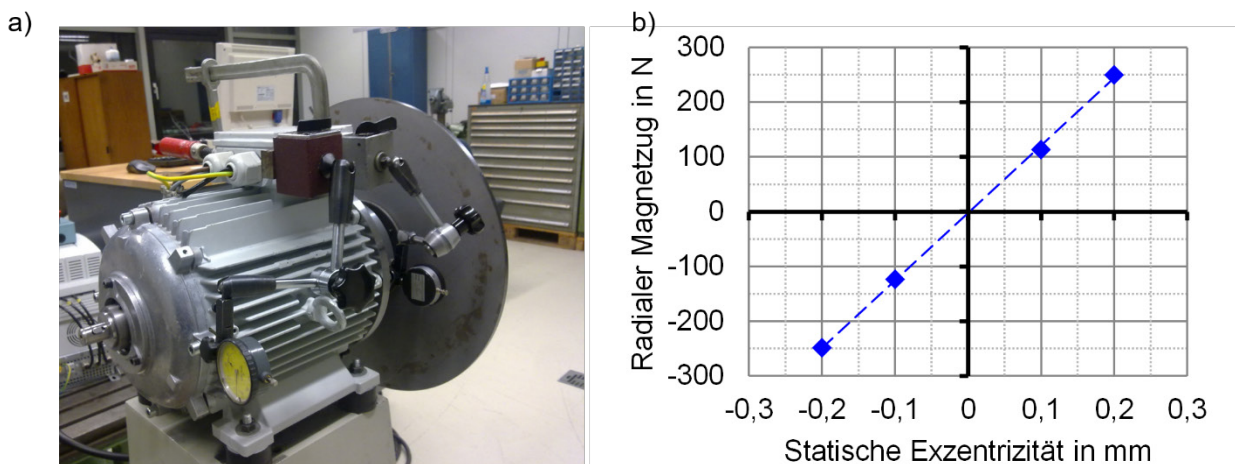 a)
b)
Radialer Magnetzug in N
300
200
100
0
-100
-200
-300
-0,3 -0,2 -0,1 0 0,1 0,2 0,3
Statische Exzentrizität in mm